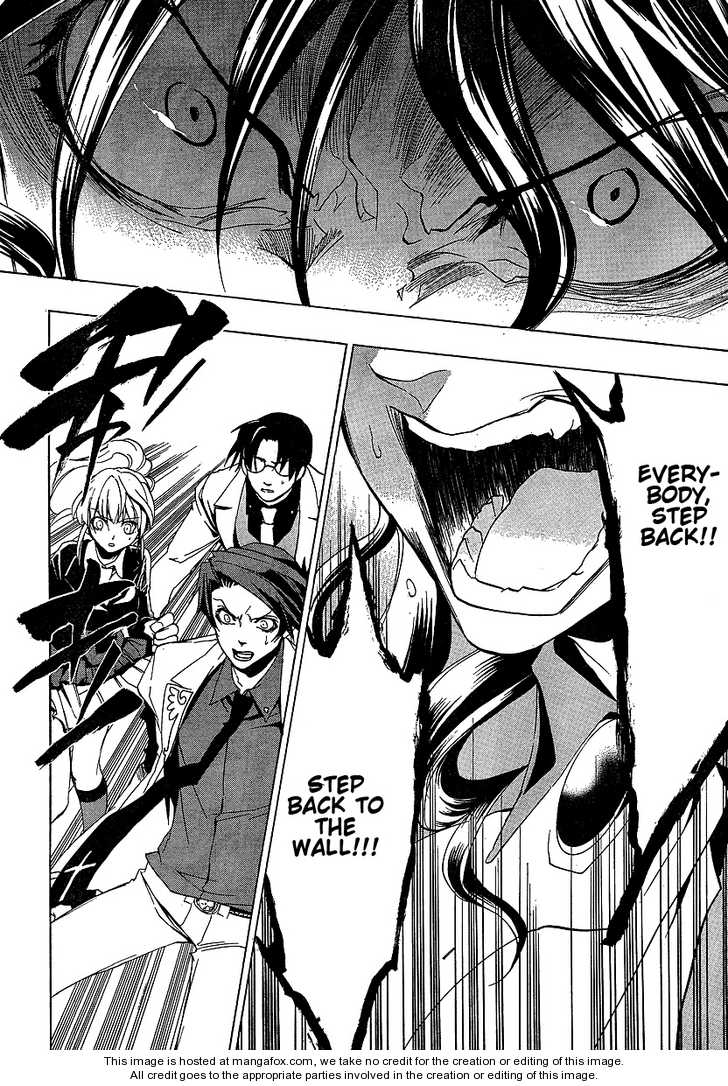 EVERY-
BODY,
STEP
BACK!!
STEP
BACK TO
THE
WALL!!!
This image is hosted at mangafox.com, we take no credit for the creation or editing of this image.
All credit goes to the appropriate parties involved in the creation or editing of this image.